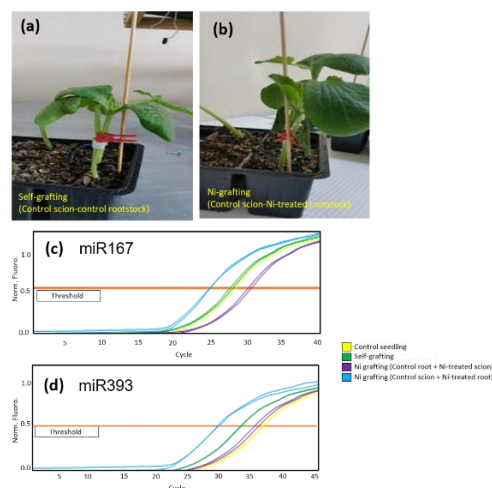 (a)
Self-grafting
(Control scion-control rootstock)
(b)
Ni-grafting
(Control scion-Ni-treated rootstock)
(c) miR167
Norm. Fluoro.
1.0
0.5
0.0
Threshold
5 10 15 20 25 30 35 40
Cycle
(d) miR393
Norm. Fluoro.
1.0
0.5
0.0
Threshold
5 10 15 20 25 30 35 40 45
Cycle
Control seedling
Self-grafting
Ni grafting (Control root + Ni-treated scion)
Ni grafting (Control scion + Ni-treated root)